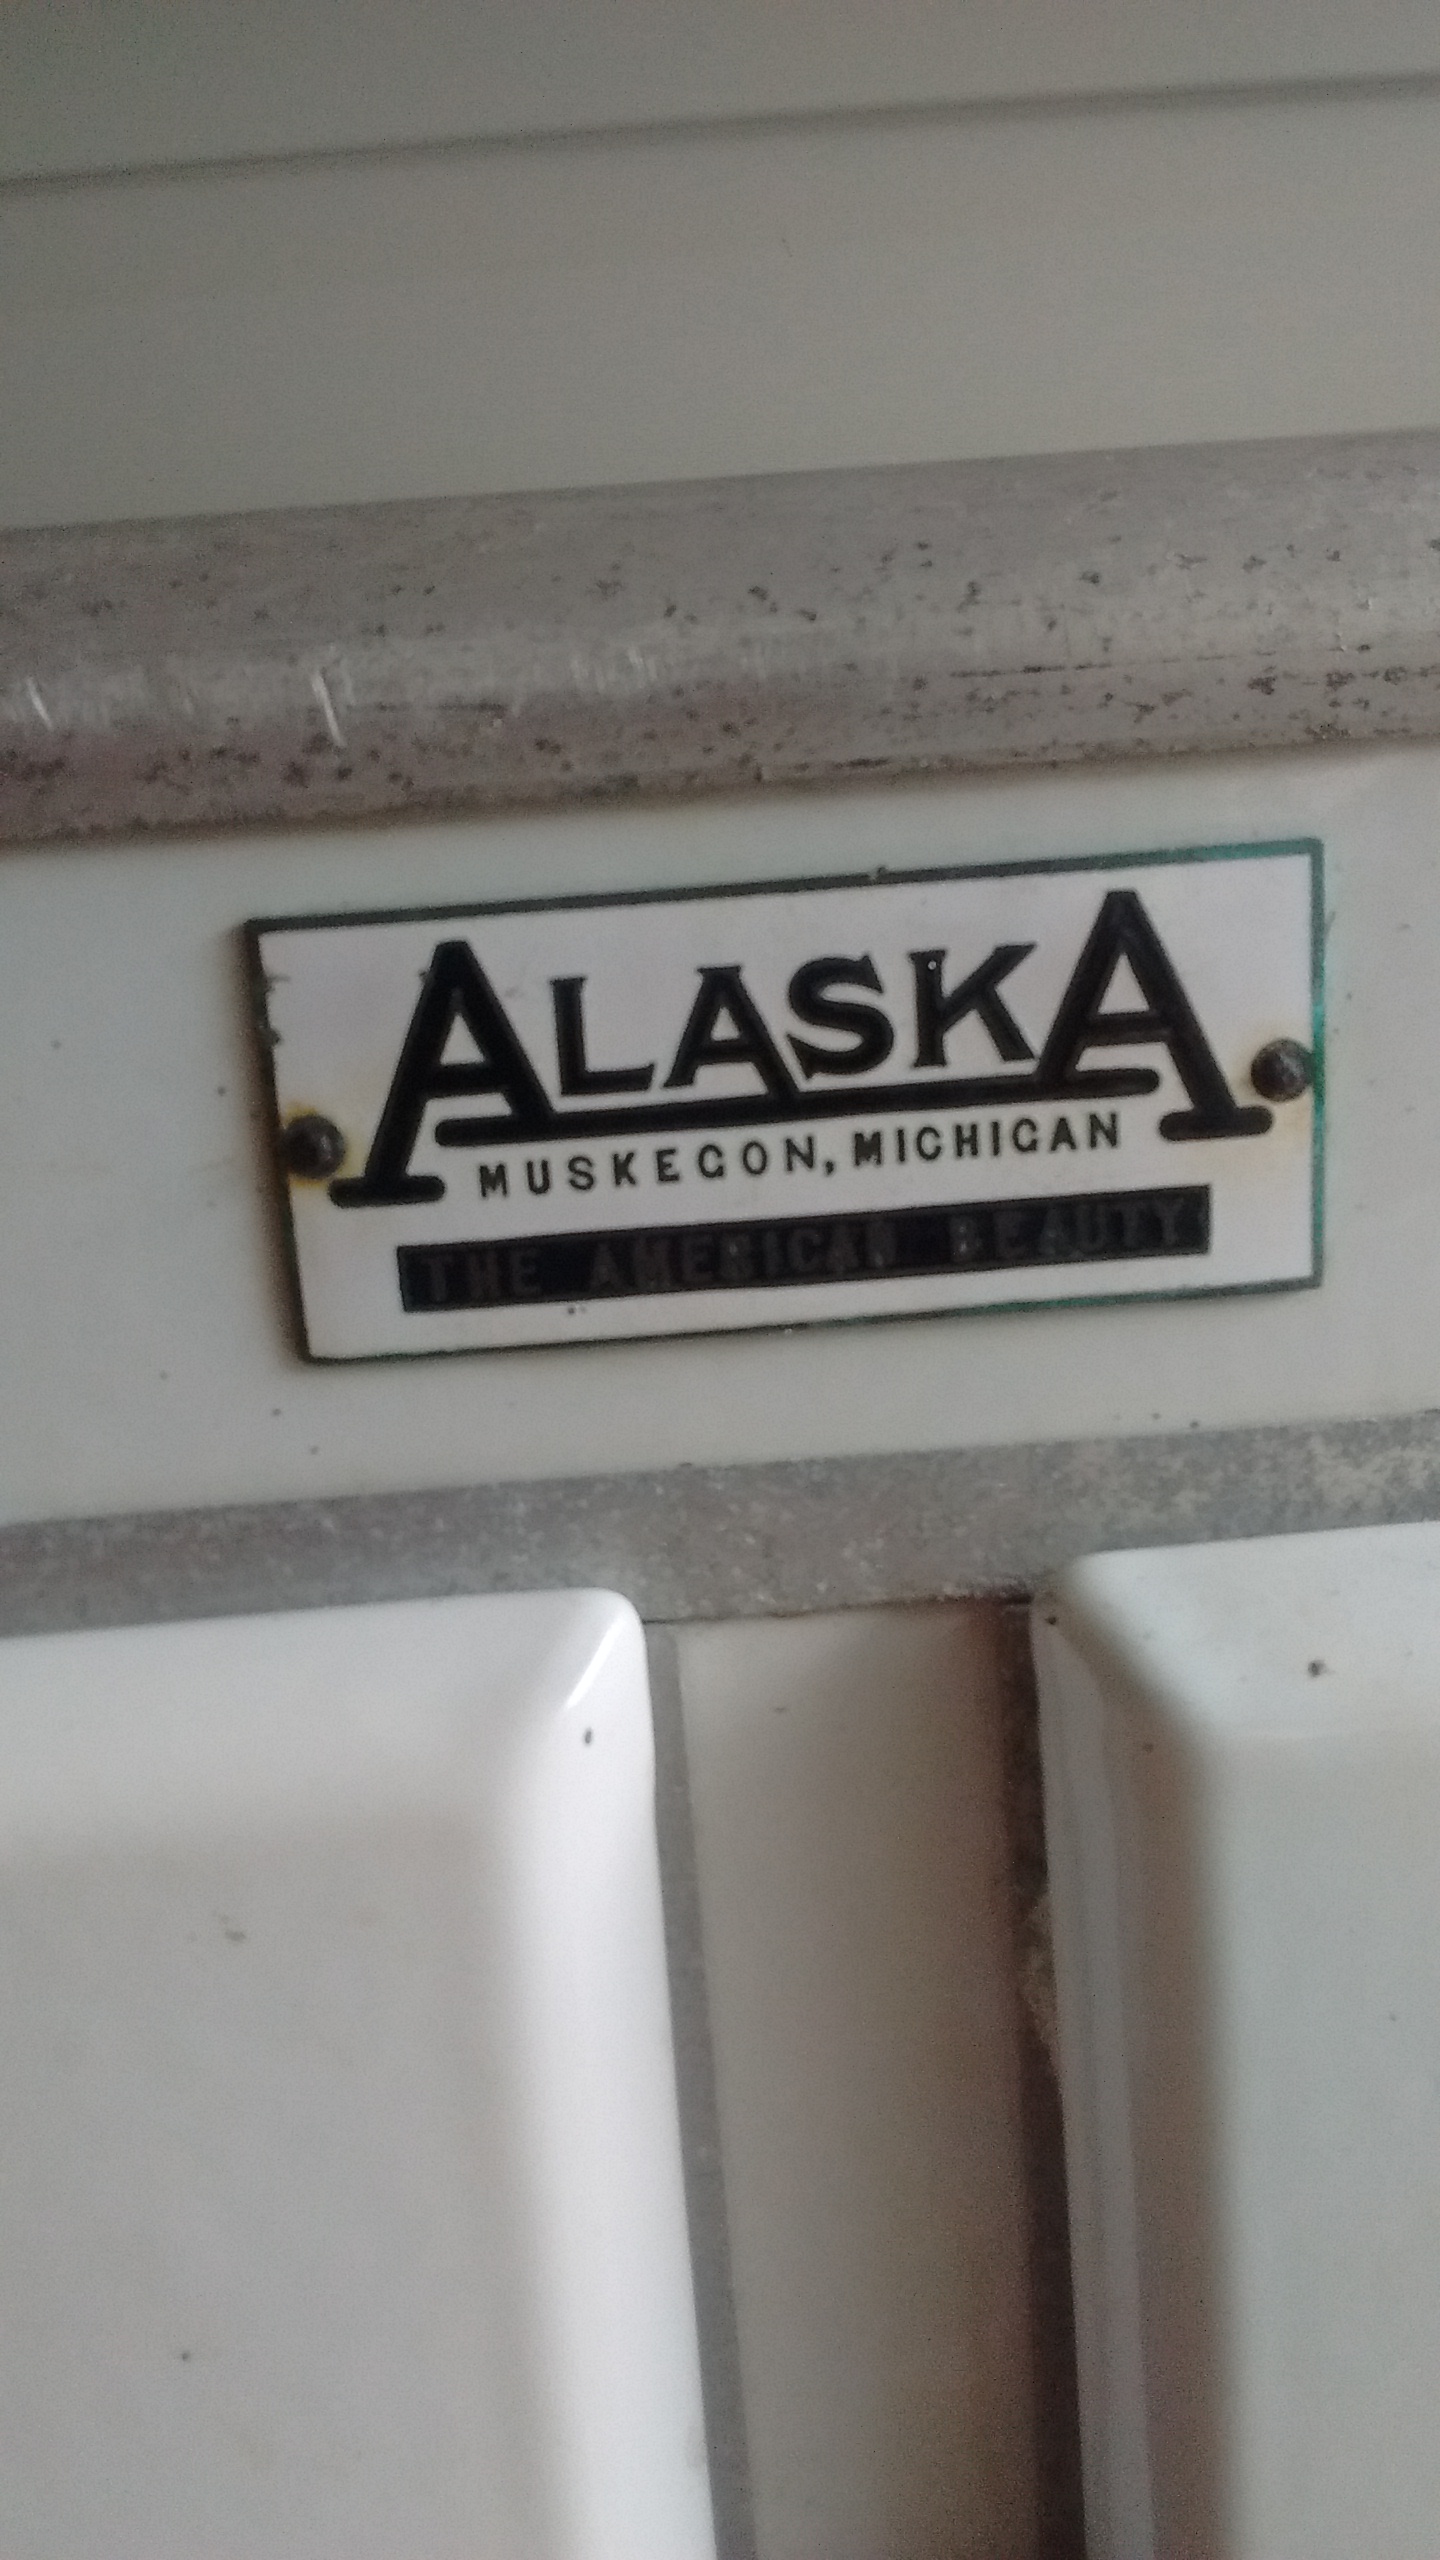 ALASKA
MUSKEGON, MICHIGAN
THE AMERICAN BEAUTY